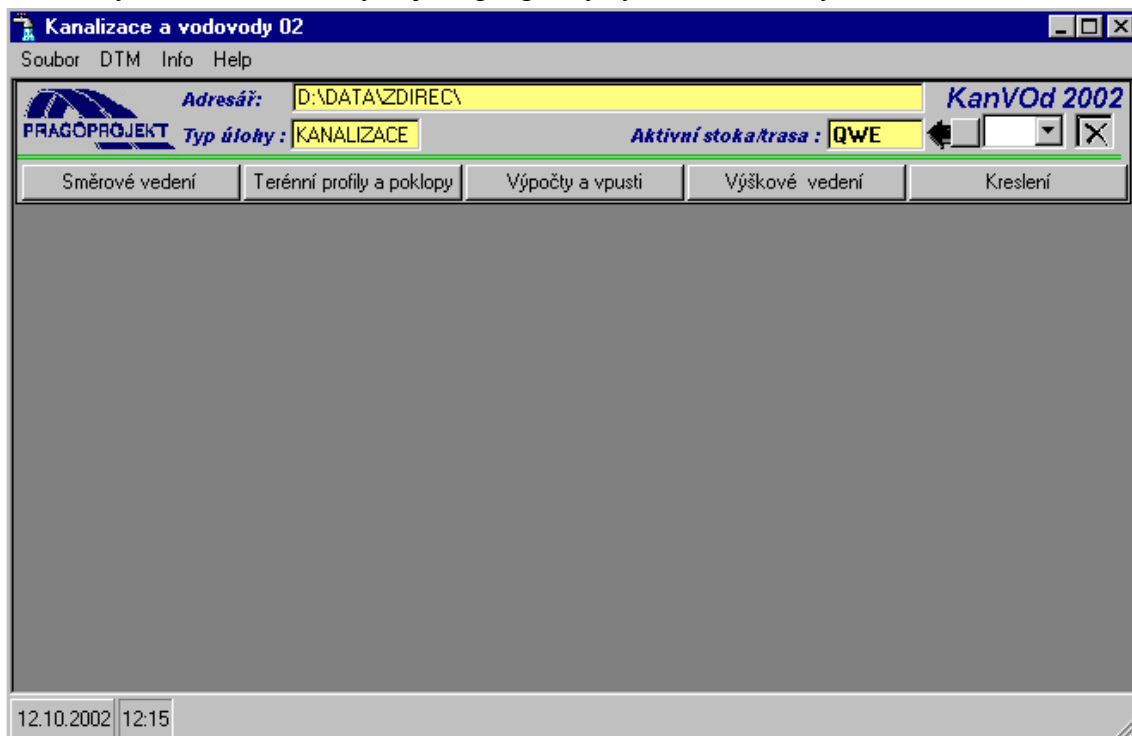 Kanalizace a vodovody 02
Soubor DTM Info Help
Adresář: D:\DATA\ZDIREC\ KanVOd 2002
PRAGOPROJEKT Typ úlohy : KANALIZACE Aktivní stoka/trasa : QWE
Směrové vedení Terénní profily a poklopy Výpočty a vpusti Výškové vedení Kreslení
12.10.2002 12:15